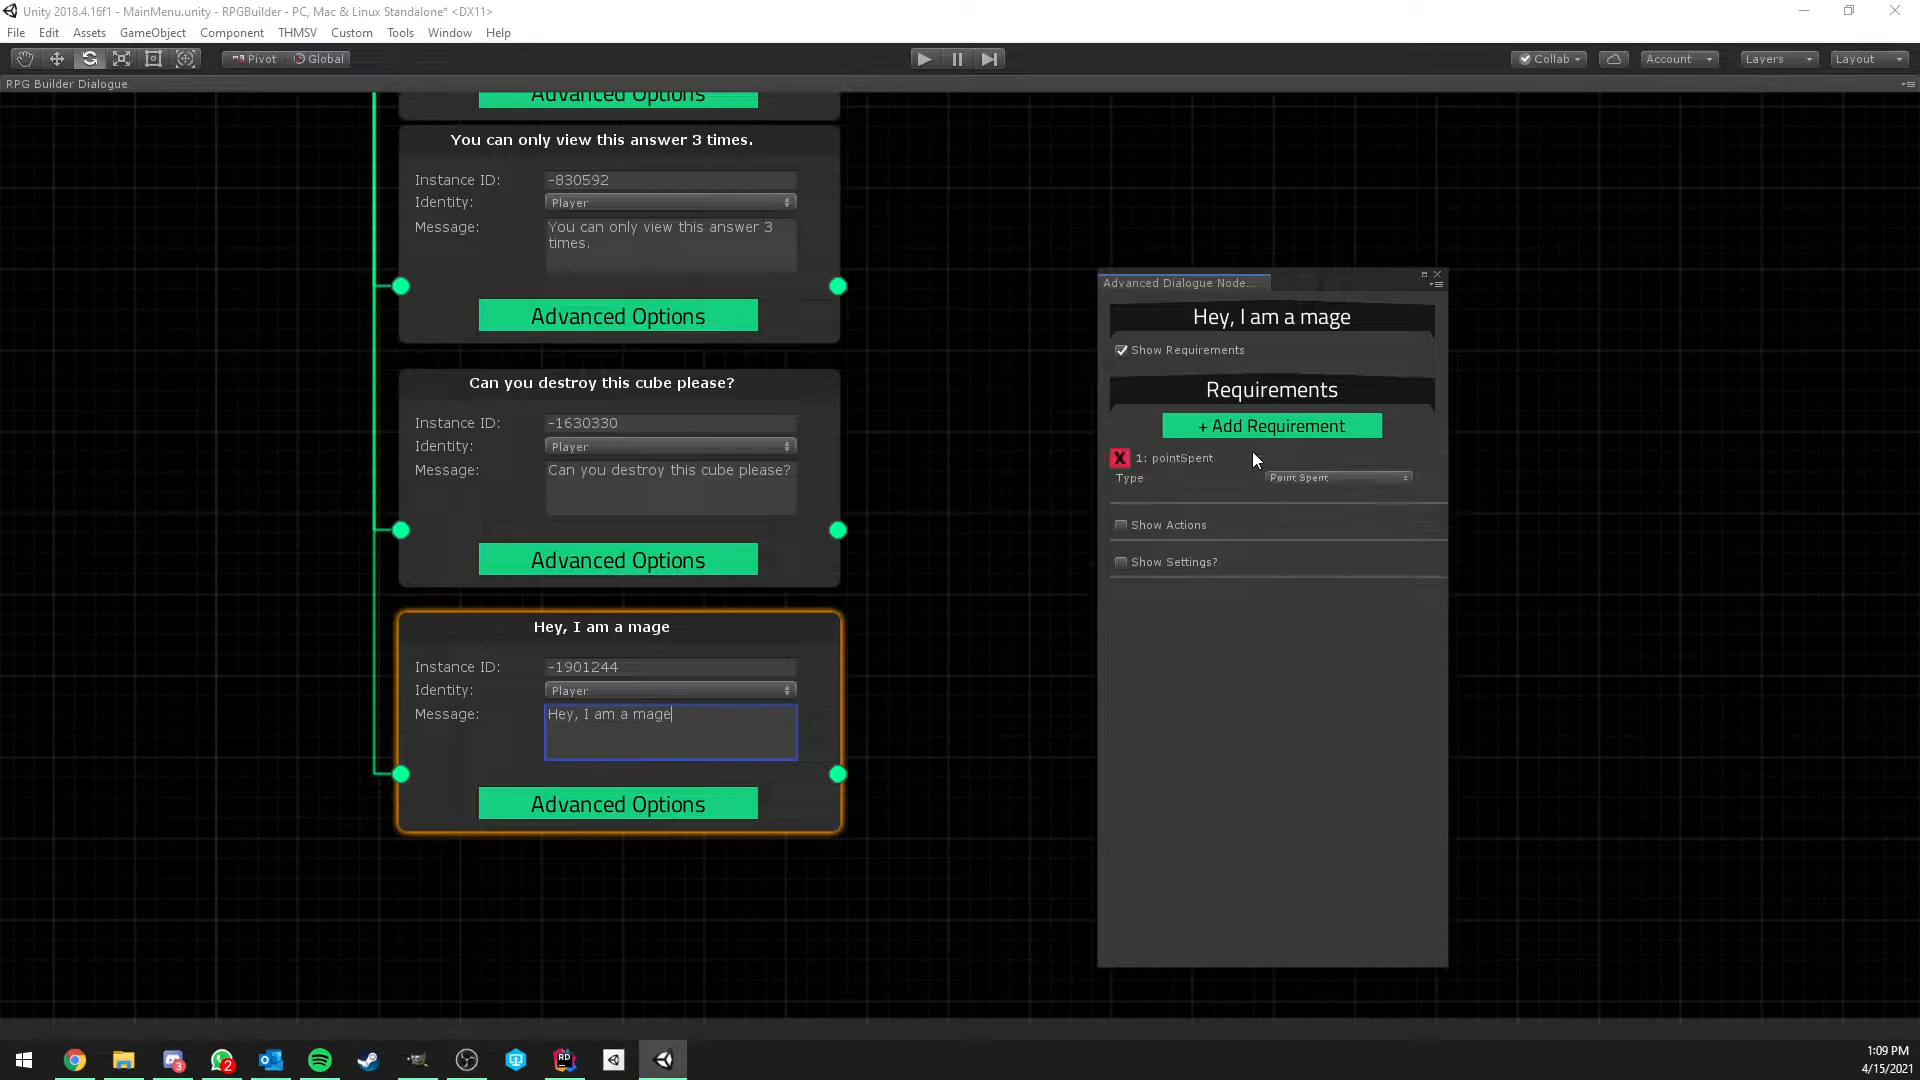 Unity 2018.4.16f1 - MainMenu.unity - RPGBuilder - PC, Mac & Linux Standalone* <DX11>
File Edit Assets GameObject Component THMSV Custom Tools Window Help
Pivot Global Collab Account Layers Layout
RPG Builder Dialogue
Advanced Options
You can only view this answer 3 times.
Instance ID: -830592
Identity: Player
Message: You can only view this answer 3
times.
Advanced Options
Can you destroy this cube please?
Instance ID: -1630330
Identity: Player
Message: Can you destroy this cube please?
Advanced Options
Hey, I am a mage
Instance ID: -1901244
Identity: Player
Message: Hey, I am a mage
Advanced Options
Advanced Dialogue Node...
Hey, I am a mage
Show Requirements
Requirements
+ Add Requirement
X 1: pointSpent
Type Point Spent
Show Actions
Show Settings?
3
2
RD
1:09 PM
4/15/2021